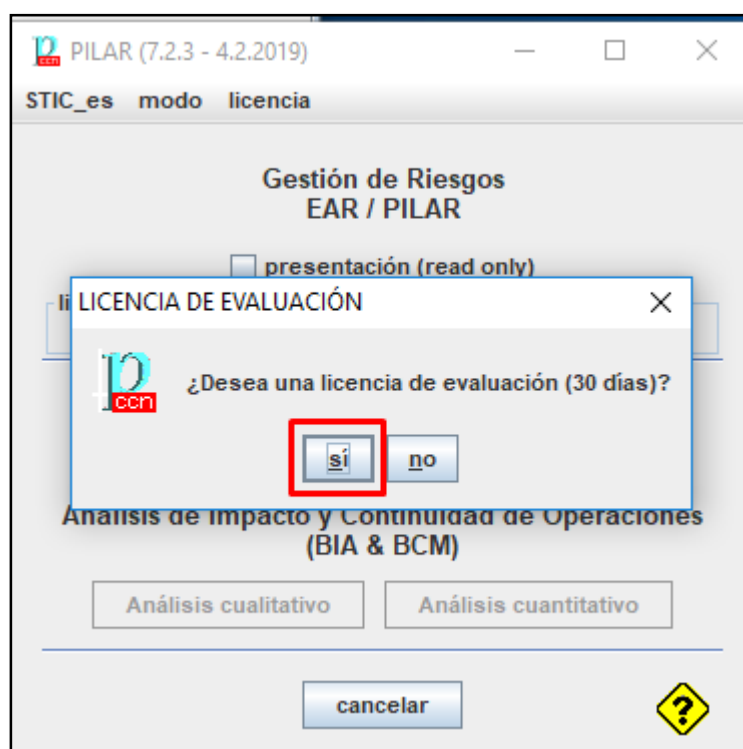 PILAR (7.2.3 - 4.2.2019)
STIC_es modo licencia
Gestión de Riesgos
EAR / PILAR
presentación (read only)
li
LICENCIA DE EVALUACIÓN
ccn
¿Desea una licencia de evaluación (30 días)?
sí no
Análisis de Impacto y Continuidad de Operaciones
(BIA & BCM)
Análisis cualitativo Análisis cuantitativo
cancelar
?